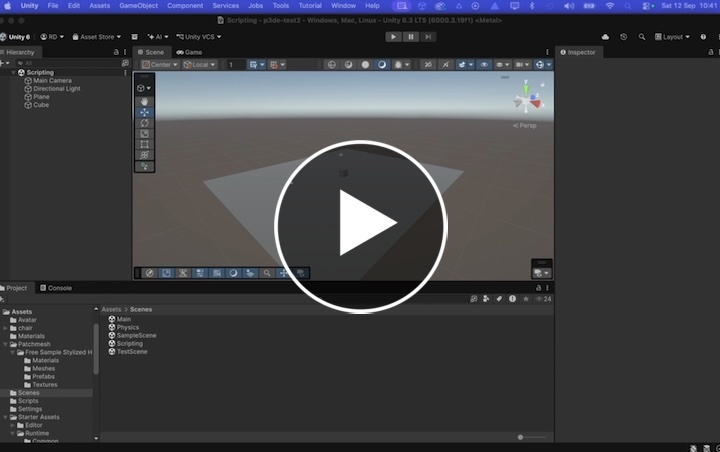 Unity File Edit Assets GameObject Component Services Jobs Tools Tutorial Window Help Sat 12 Sep 10:41
Scripting - p3de-test2 - Windows, Mac, Linux - Unity 6.3 LTS (6000.3.19f1) <Metal>
Unity 6 RD Asset Store AI Unity VCS Layout
Hierarchy Scene Game Inspector
All Center Local 1
Scripting
Main Camera
Directional Light
Plane
Cube
y
Persp
Project Console
24
Assets Assets > Scenes
Avatar Main
chair Physics
Materials SampleScene
Patchmesh Scripting
Free Sample Stylized H TestScene
Materials
Meshes
Prefabs
Textures
Scenes
Scripts
Settings
Starter Assets
Editor
Runtime
Common